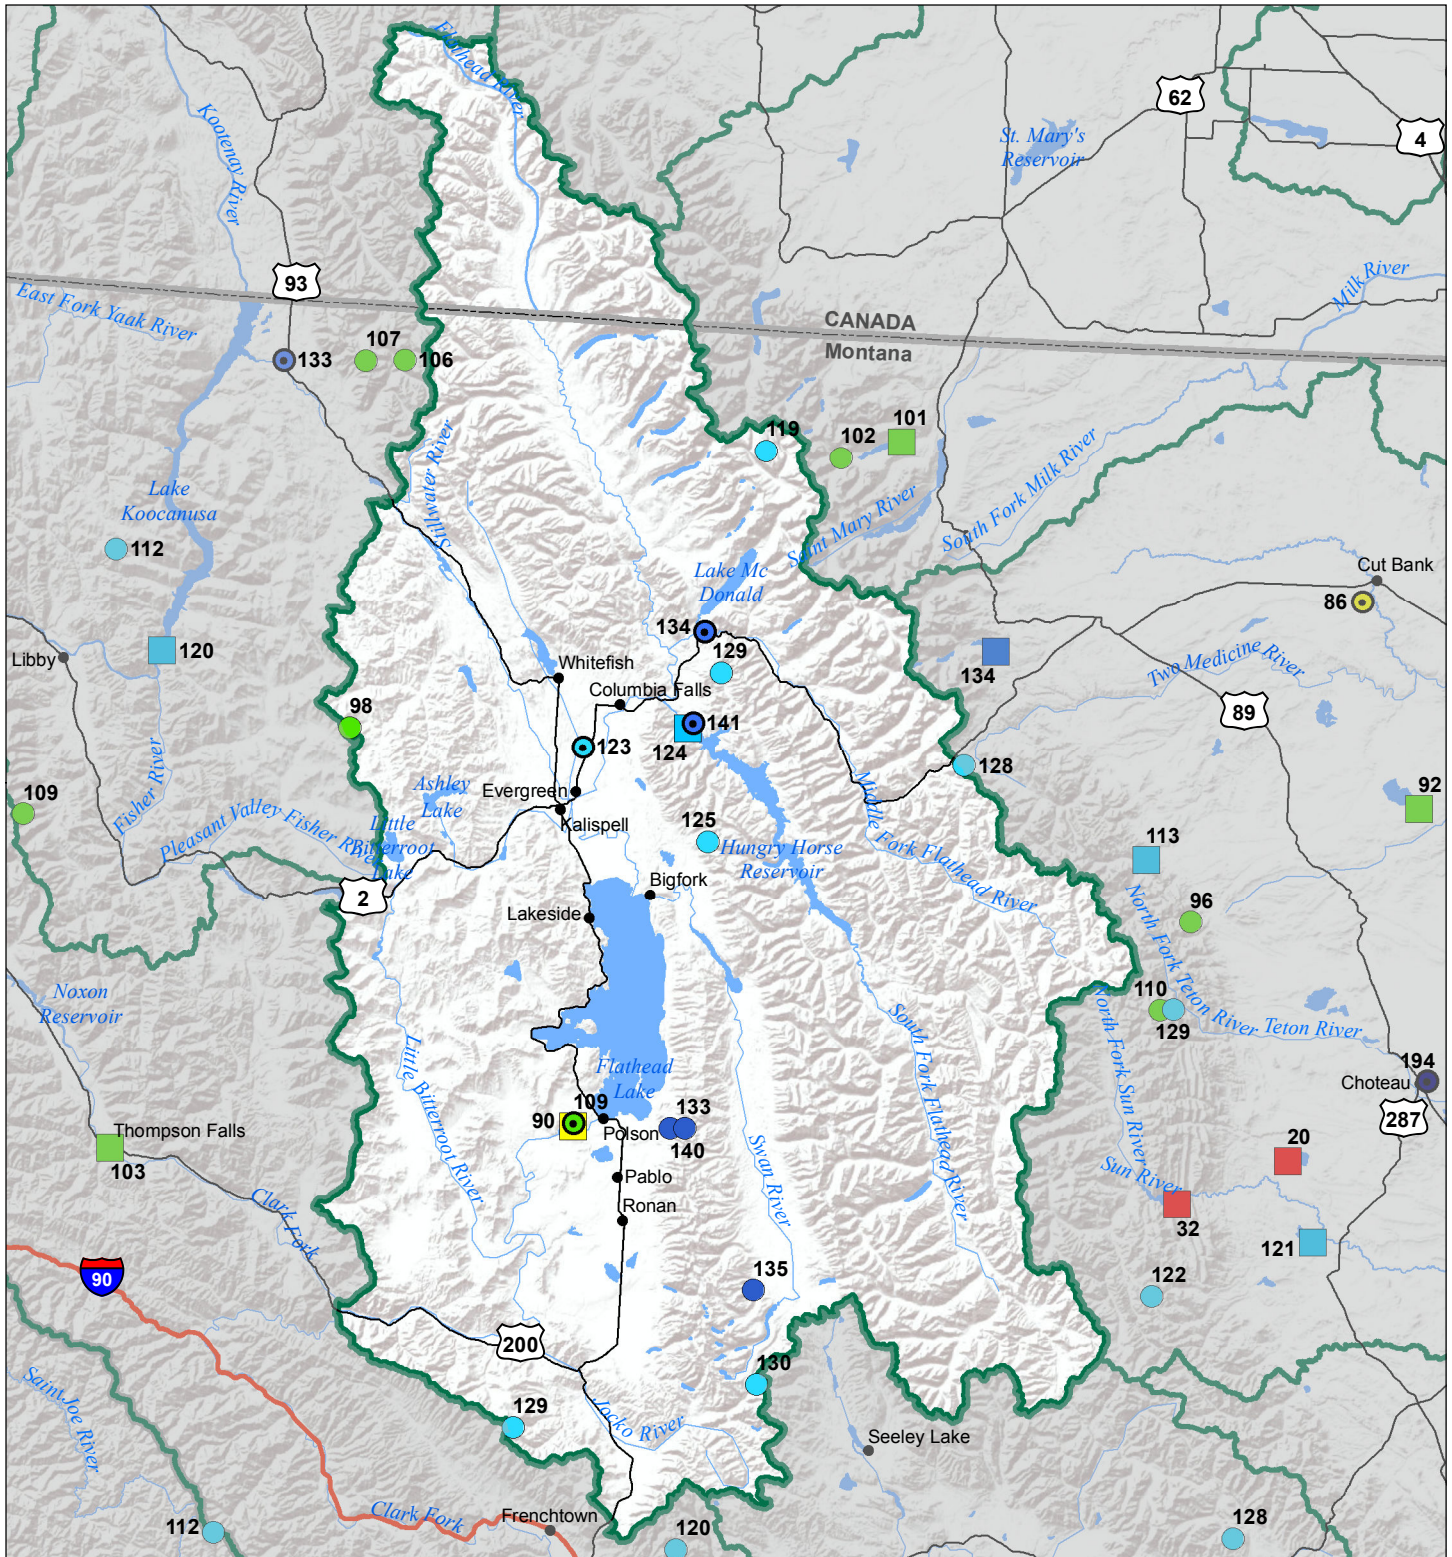 Flathead River
62
4
St. Mary's
Reservoir
Kootenay River
93
Milk River
East Fork Yaak River
CANADA
Montana
107
106
133
119
102
101
Stillwater River
South Fork Milk River
Saint Mary River
Lake
Koocanusa
112
Lake Mc
Donald
Cut Bank
86
134
129
120
Libby
Whitefish
134
Two Medicine River
Columbia Falls
98
89
141
124
123
128
Fisher River
Ashley
Lake
Evergreen
109
92
Kalispell
Pleasant Valley Fisher River
Little
Bitterroot
Lake
125
Hungry Horse
Reservoir
Middle Fork Flathead River
113
2
Bigfork
96
Lakeside
North Fork Teton River
Noxon
Reservoir
110
129
Teton River
North Fork Sun River
South Fork Flathead River
Little Bitterroot River
Flathead
Lake
194
Choteau
109
90
133
140
Polson
287
Thompson Falls
103
20
Swan River
Pablo
Sun River
Ronan
32
Clark Fork
121
90
135
122
200
130
Saint Joe River
129
Jocko River
Seeley Lake
Clark Fork
Frenchtown
112
120
128